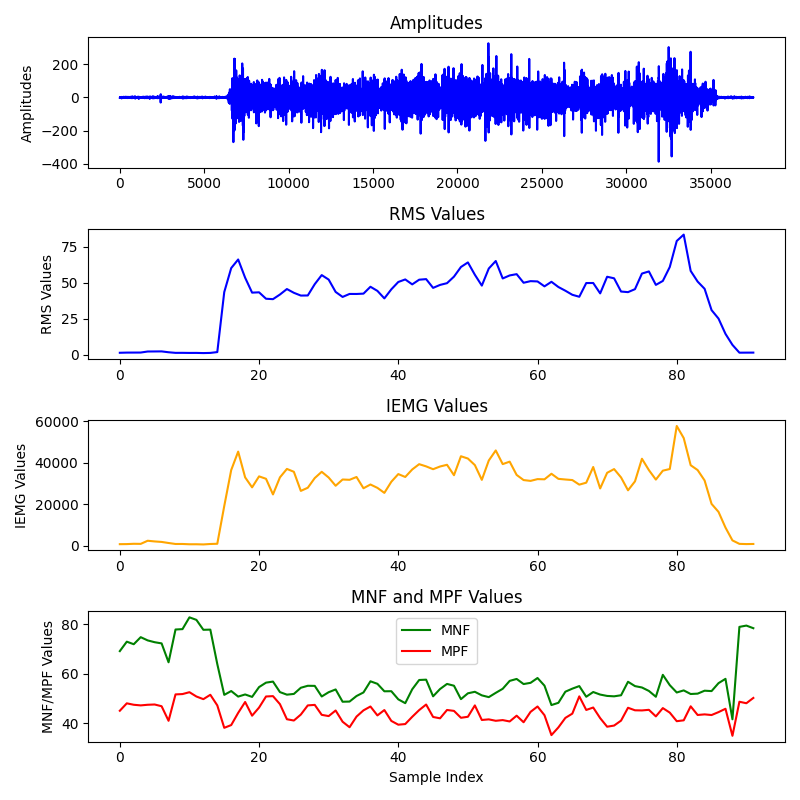 Amplitudes
Amplitudes
200
0
−200
−400
0 5000 10000 15000 20000 25000 30000 35000
RMS Values
RMS Values
75
50
25
0
0 20 40 60 80
IEMG Values
IEMG Values
60000
40000
20000
0
0 20 40 60 80
MNF and MPF Values
MNF/MPF Values
80
60
40
MNF
MPF
0 20 40 60 80
Sample Index